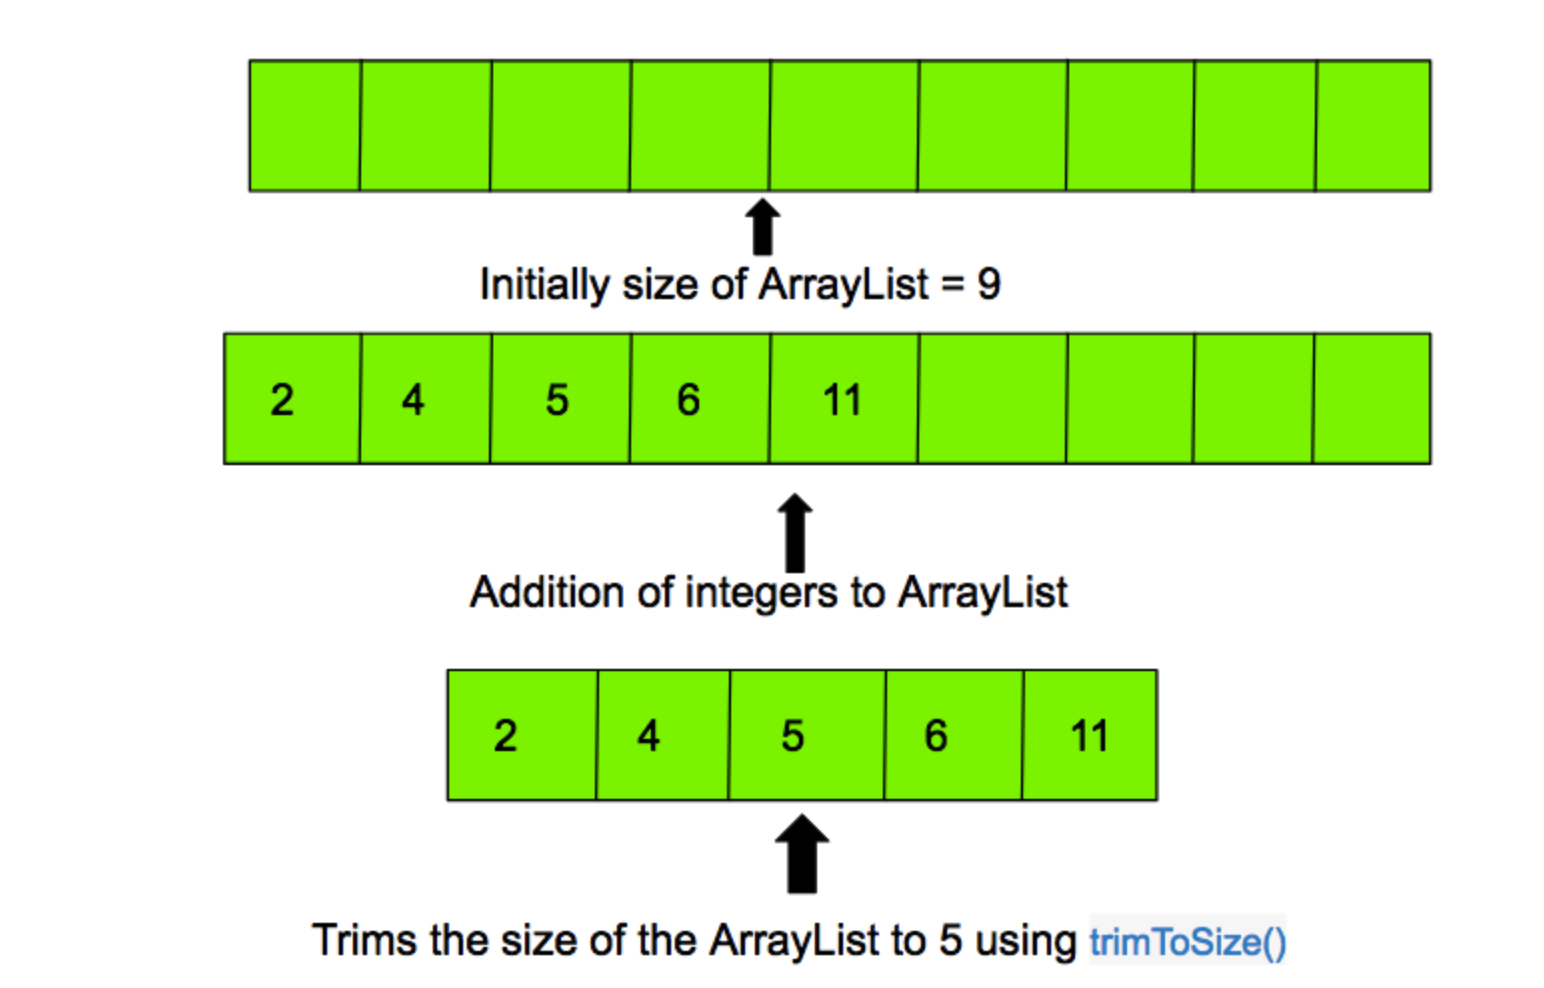 Initially size of ArrayList = 9
2 4 5 6 11
Addition of integers to ArrayList
2 4 5 6 11
Trims the size of the ArrayList to 5 using trimToSize()